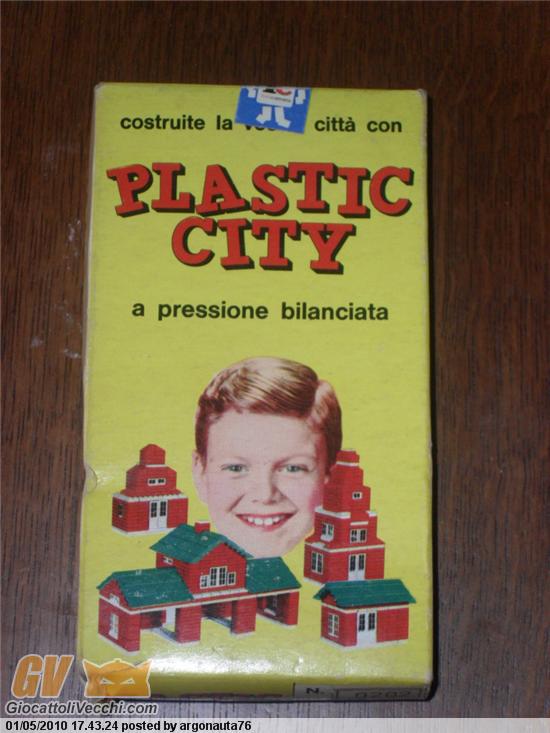 costruite la città con
PLASTIC
CITY
a pressione bilanciata
N.
GV
GiocattoliVecchi.com
01/05/2010 17.43.24 posted by argonauta76